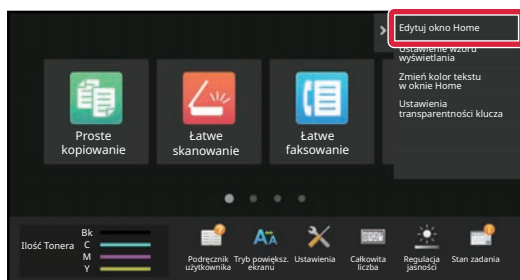 Edytuj okno Home
Ustawienie wzoru
wyświetlania
Zmień kolor tekstu
w oknie Home
Ustawienia
transparentności klucza
Proste
kopiowanie
Łatwe
skanowanie
Łatwe
faksowanie
Ilość Tonera
Bk
C
M
Y
Podręcznik
użytkownika
Tryb powiększ.
ekranu
Ustawienia
Całkowita
liczba
Regulacja
jasności
Stan zadania